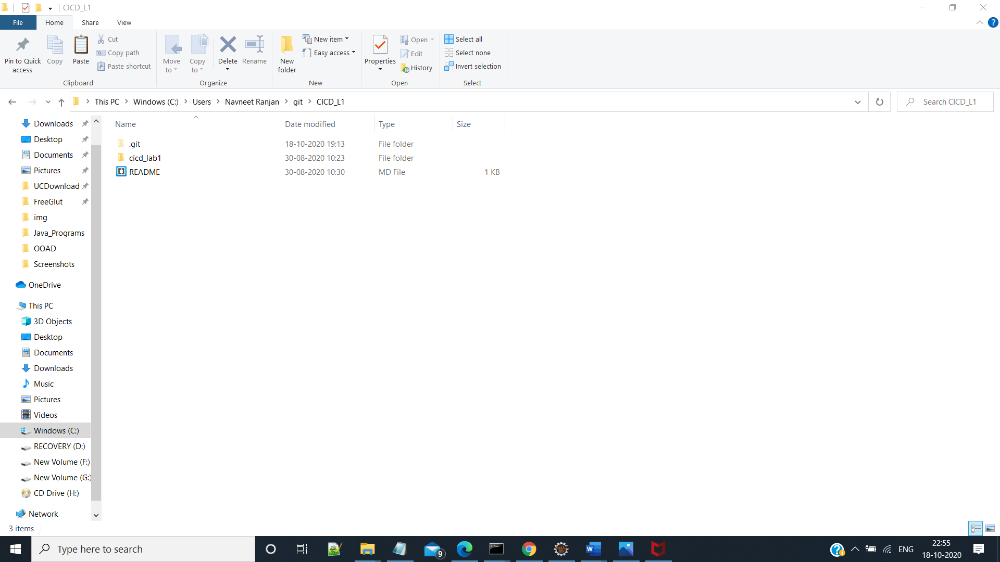 CICD_L1
File Home Share View
Pin to Quick access
Copy
Paste
Cut
Copy path
Paste shortcut
Clipboard
Move to
Copy to
Delete
Rename
Organize
New folder
New item
Easy access
New
Properties
Open
Edit
History
Open
Select all
Select none
Invert selection
Select
This PC Windows (C:) Users Navneet Ranjan git CICD_L1
Search CICD_L1
Name Date modified Type Size
.git 18-10-2020 19:13 File folder
cicd_lab1 30-08-2020 10:23 File folder
README 30-08-2020 10:30 MD File 1 KB
Downloads
Desktop
Documents
Pictures
UCDownload
FreeGlut
img
Java_Programs
OOAD
Screenshots
OneDrive
This PC
3D Objects
Desktop
Documents
Downloads
Music
Pictures
Videos
Windows (C:)
RECOVERY (D:)
New Volume (F:)
New Volume (G:)
CD Drive (H:)
Network
3 items
Type here to search
9
ENG
22:55
18-10-2020